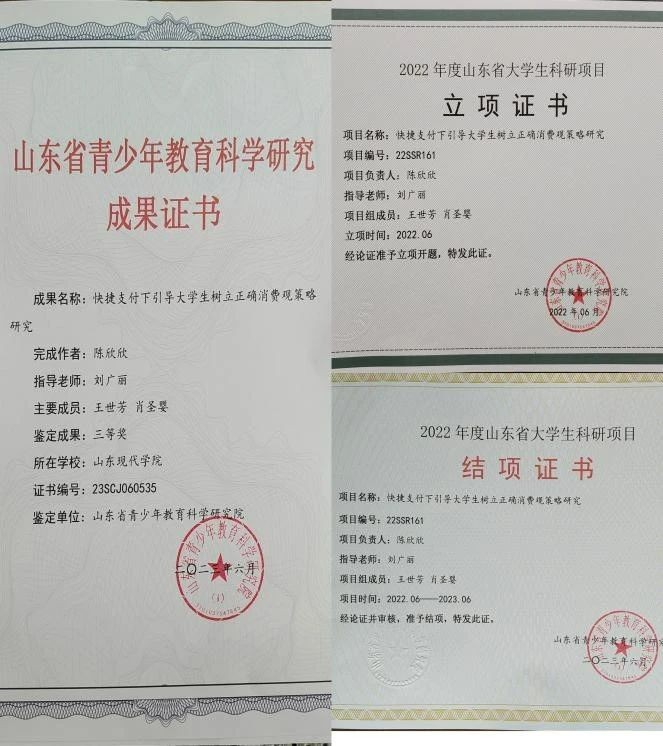 山东省青少年教育科学研究
成果证书
成果名称：快捷支付下引导大学生树立正确消费观策略
研究
完成作者：陈欣欣
指导老师：刘广丽
主要成员：王世芳 肖圣婴
鉴定成果：三等奖
所在学校：山东现代学院
证书编号：23SCJ060535
鉴定单位：山东省青少年教育科学研究院
二〇二三年六月
2022 年度山东省大学生科研项目
立项证书
项目名称：快捷支付下引导大学生树立正确消费观策略研究
项目编号：22SSR161
项目负责人：陈欣欣
指导老师：刘广丽
项目组成员：王世芳 肖圣婴
立项时间：2022.06
经论证准予立项开题，特发此证。
山东省青少年教育科学研究院
2022 年 06 月
2022 年度山东省大学生科研项目
结项证书
项目名称：快捷支付下引导大学生树立正确消费观策略研究
项目编号：22SSR161
项目负责人：陈欣欣
指导老师：刘广丽
项目组成员：王世芳 肖圣婴
项目时间：2022.06——2023.06
经论证并审核，准予结项，特发此证。
山东省青少年教育科学研究
二〇二三年六月